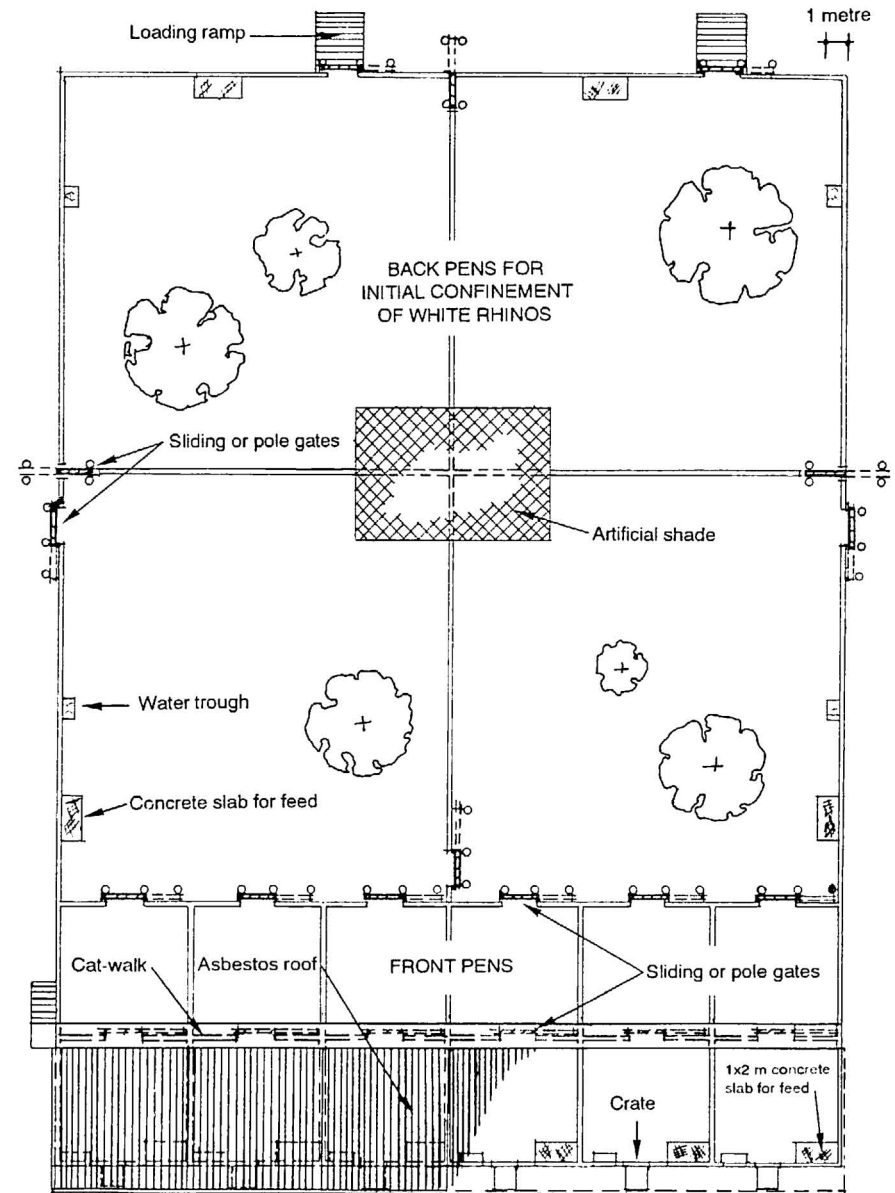 Loading ramp
1 metre
BACK PENS FOR
INITIAL CONFINEMENT
OF WHITE RHINOS
Sliding or pole gates
Artificial shade
Water trough
Concrete slab for feed
Cat-walk
Asbestos roof
FRONT PENS
Sliding or pole gates
1x2 m concrete
slab for feed
Crate